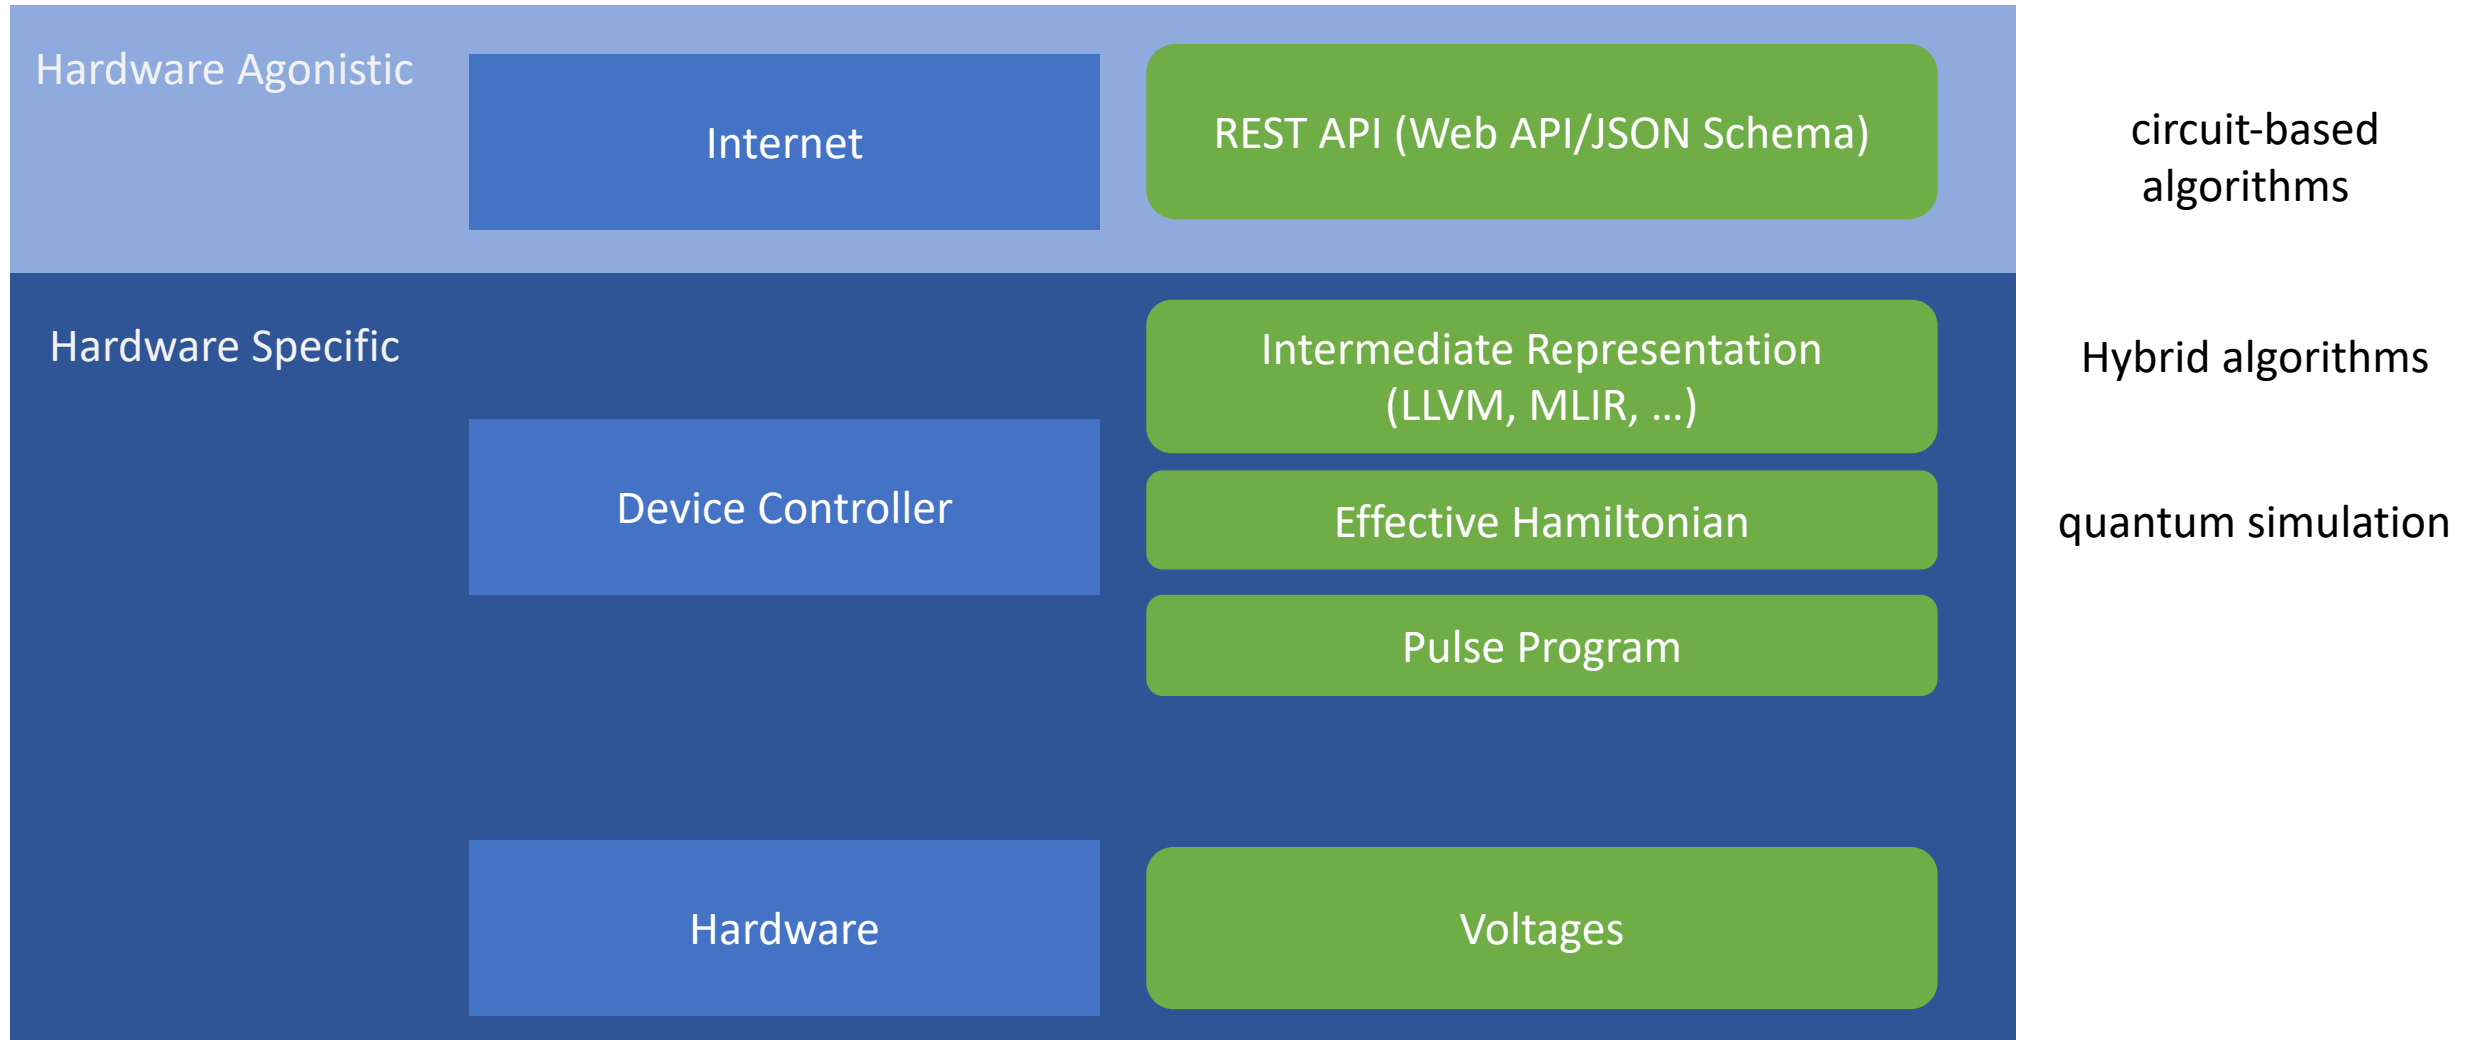 Hardware Agonistic
Internet
REST API (Web API/JSON Schema)
circuit-based
algorithms
Hardware Specific
Intermediate Representation
(LLVM, MLIR, …)
Hybrid algorithms
Device Controller
Effective Hamiltonian
quantum simulation
Pulse Program
Hardware
Voltages